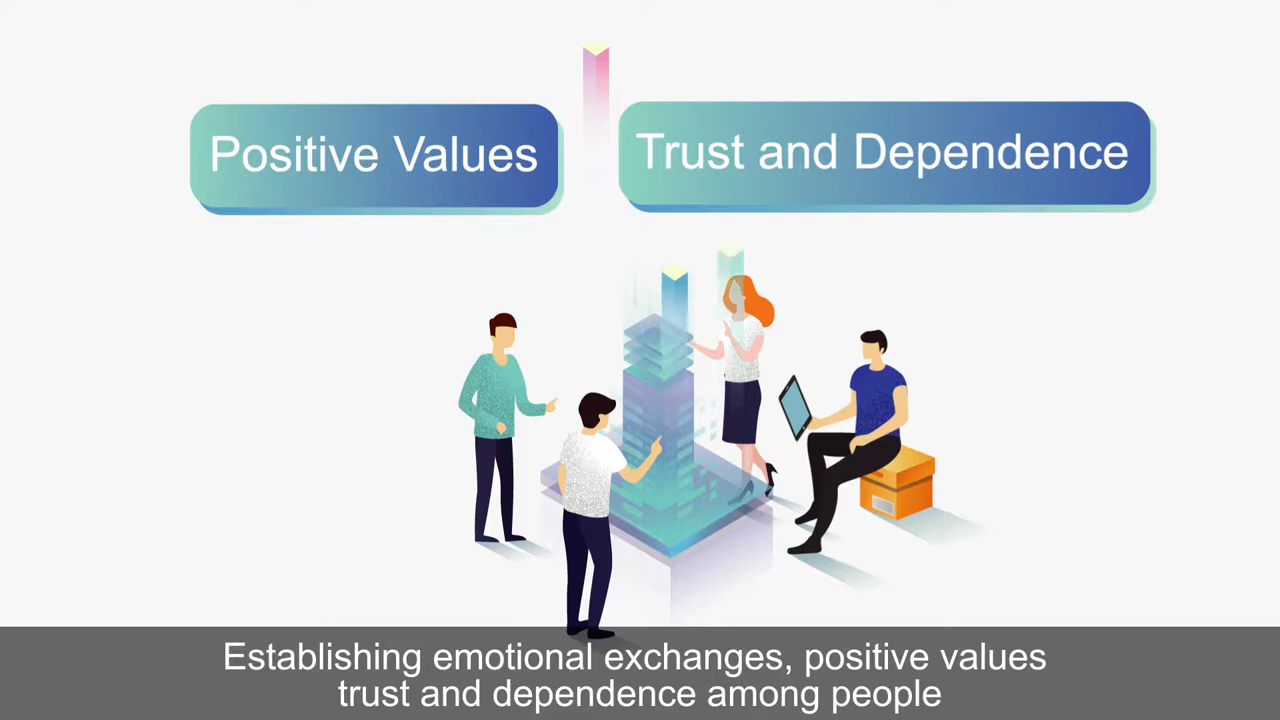 Positive Values
Trust and Dependence
Establishing emotional exchanges, positive values
trust and dependence among people